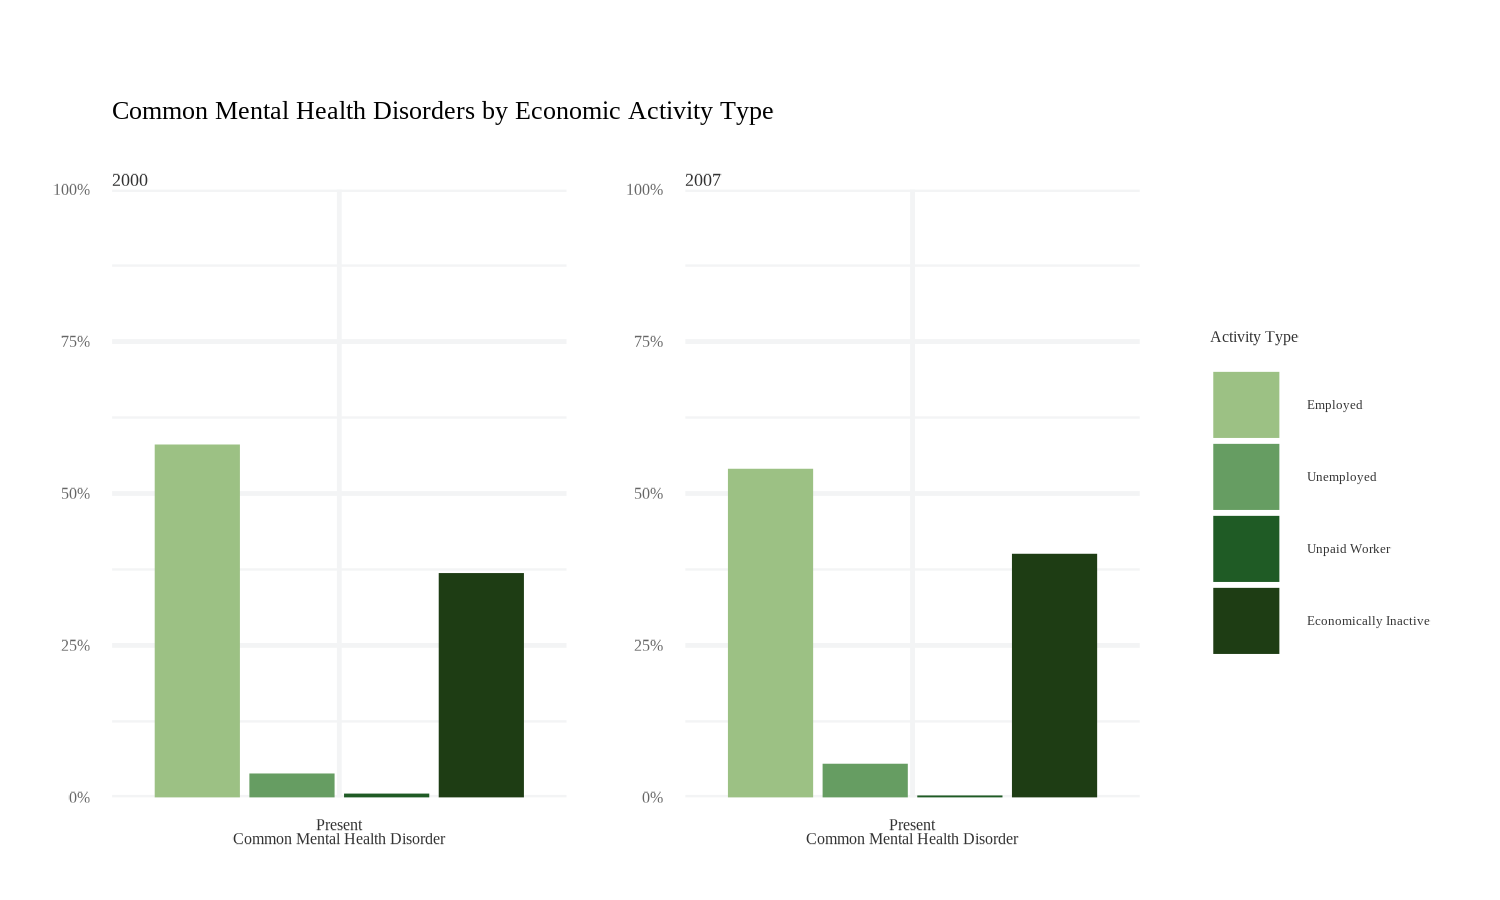 Common Mental Health Disorders by Economic Activity Type
2000
100%
75%
50%
25%
0%
Present
Common Mental Health Disorder
2007
100%
75%
50%
25%
0%
Present
Common Mental Health Disorder
Activity Type
Employed
Unemployed
Unpaid Worker
Economically Inactive